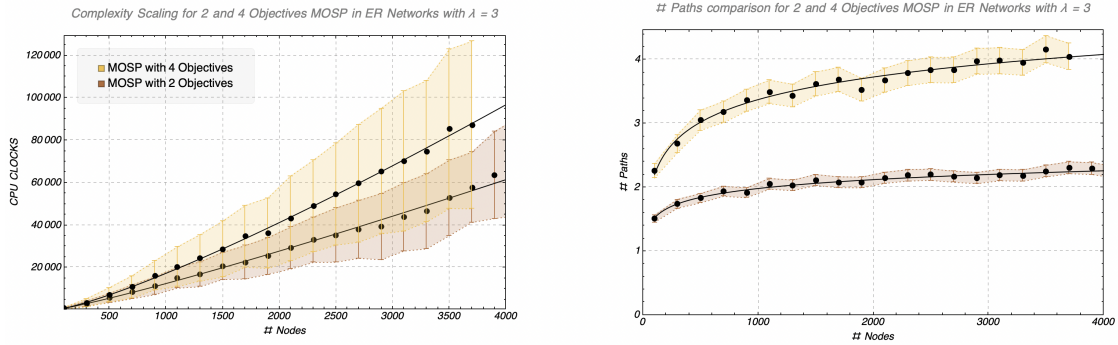 Complexity Scaling for 2 and 4 Objectives MOSP in ER Networks with λ = 3
MOSP with 4 Objectives
MOSP with 2 Objectives
CPU CLOCKS
120 000
100 000
80 000
60 000
40 000
20 000
500 1000 1500 2000 2500 3000 3500 4000
# Nodes
# Paths comparison for 2 and 4 Objectives MOSP in ER Networks with λ = 3
# Paths
4
3
2
1
0
0 1000 2000 3000 4000
# Nodes